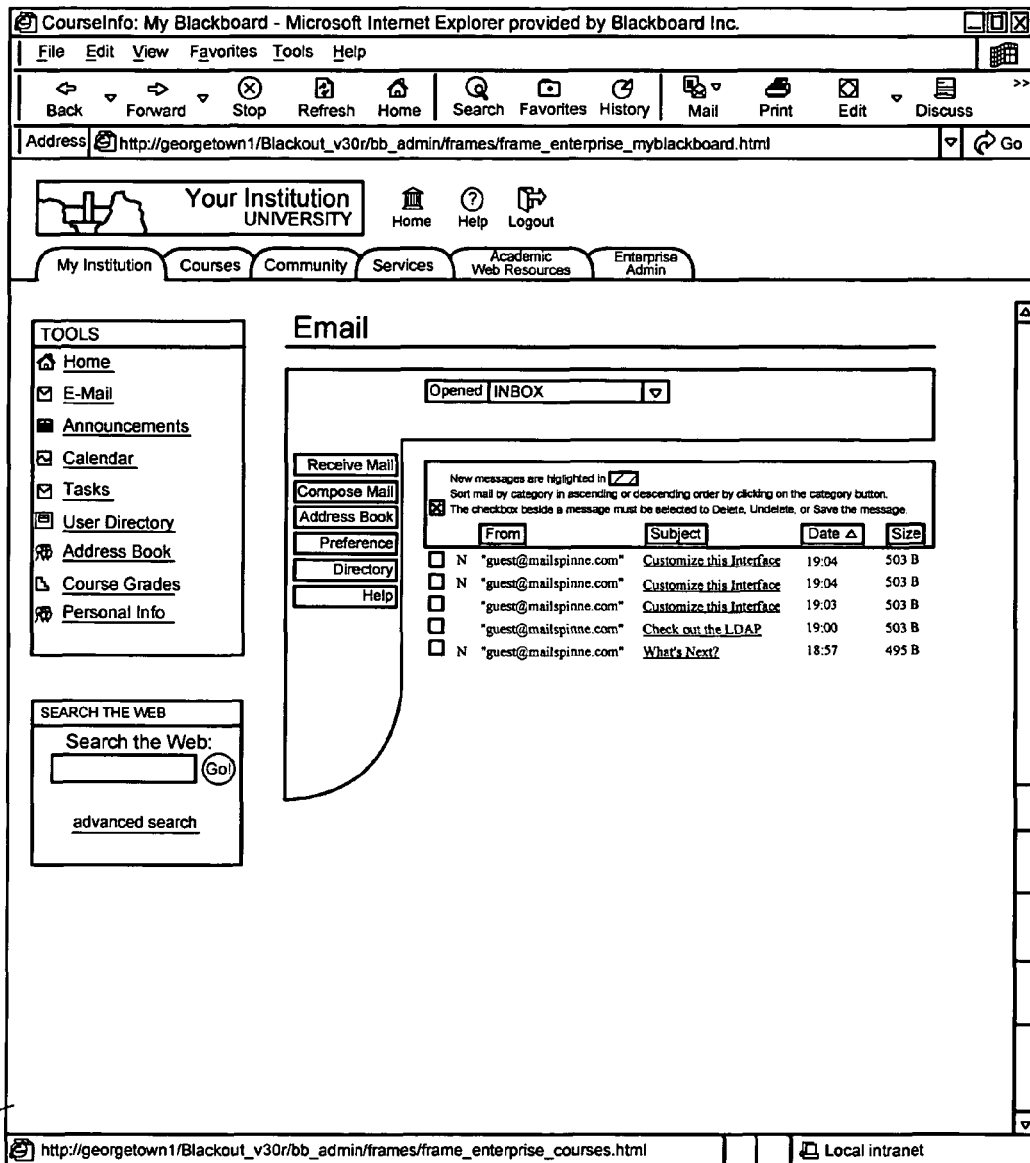 CourseInfo: My Blackboard - Microsoft Internet Explorer provided by Blackboard Inc.
File Edit View Favorites Tools Help
Back Forward Stop Refresh Home Search Favorites History Mail Print Edit Discuss >>
Address http://georgetown1/Blackout_v30r/bb_admin/frames/frame_enterprise_myblackboard.html Go
Your Institution
UNIVERSITY
Home Help Logout
My Institution Courses Community Services Academic Web Resources Enterprise Admin
TOOLS
Home
E-Mail
Announcements
Calendar
Tasks
User Directory
Address Book
Course Grades
Personal Info
SEARCH THE WEB
Search the Web:
Go!
advanced search
Email
Opened INBOX
Receive Mail
Compose Mail
Address Book
Preference
Directory
Help
New messages are higlighted in
Sort mail by category in ascending or descending order by clicking on the category button.
The checkbox beside a message must be selected to Delete, Undelete, or Save the message.
From Subject Date Size
N "guest@mailspinne.com" Customize this Interface 19:04 503 B
N "guest@mailspinne.com" Customize this Interface 19:04 503 B
"guest@mailspinne.com" Customize this Interface 19:03 503 B
"guest@mailspinne.com" Check out the LDAP 19:00 503 B
N "guest@mailspinne.com" What's Next? 18:57 495 B
http://georgetown1/Blackout_v30r/bb_admin/frames/frame_enterprise_courses.html Local intranet